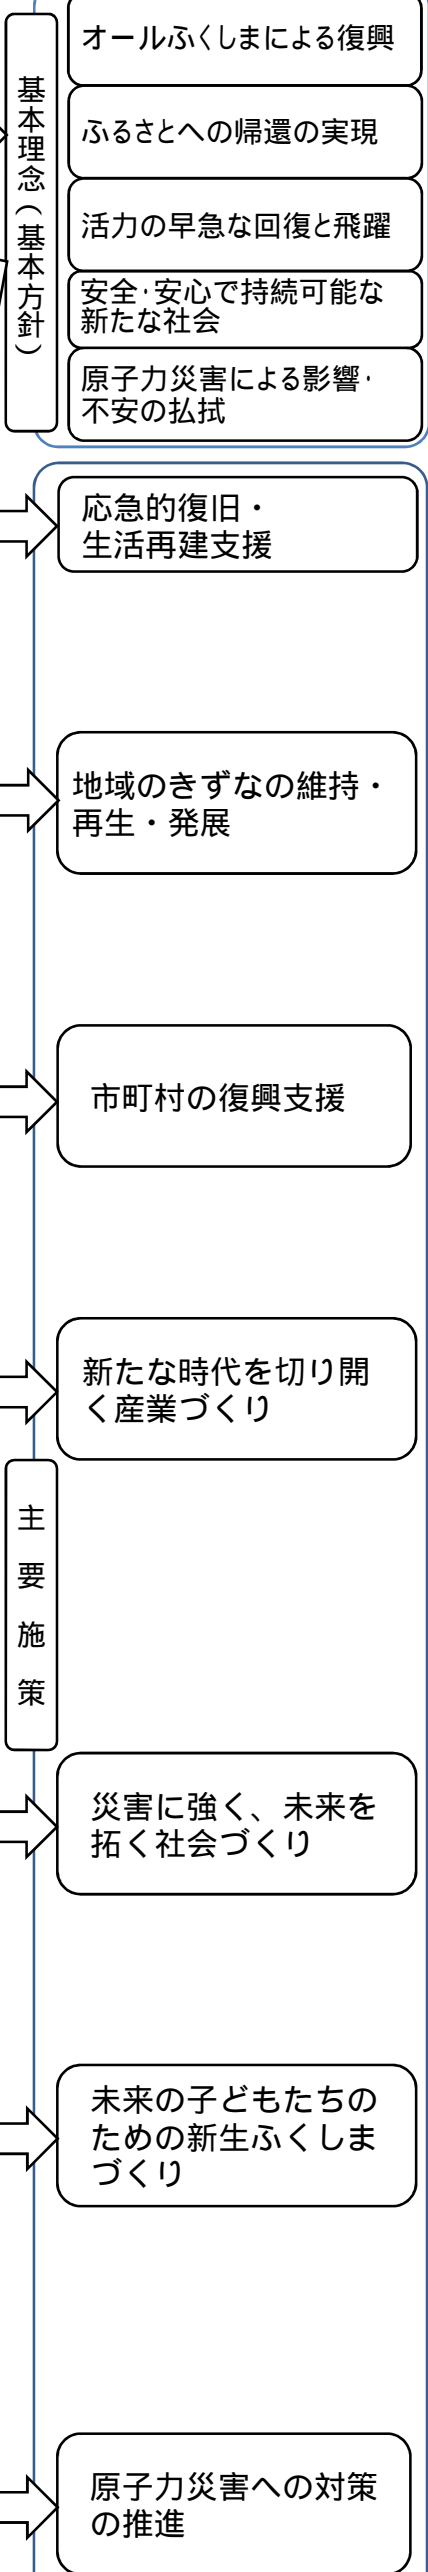 基本理念(基本方針)
オールふくしまによる復興
ふるさとへの帰還の実現
活力の早急な回復と飛躍
安全・安心で持続可能な
新たな社会
原子力災害による影響・
不安の払拭
応急的復旧・
生活再建支援
地域のきずなの維持・
再生・発展
市町村の復興支援
新たな時代を切り開
く産業づくり
主要施策
災害に強く、未来を
拓く社会づくり
未来の子どもたちの
ための新生ふくしま
づくり
原子力災害への対策
の推進